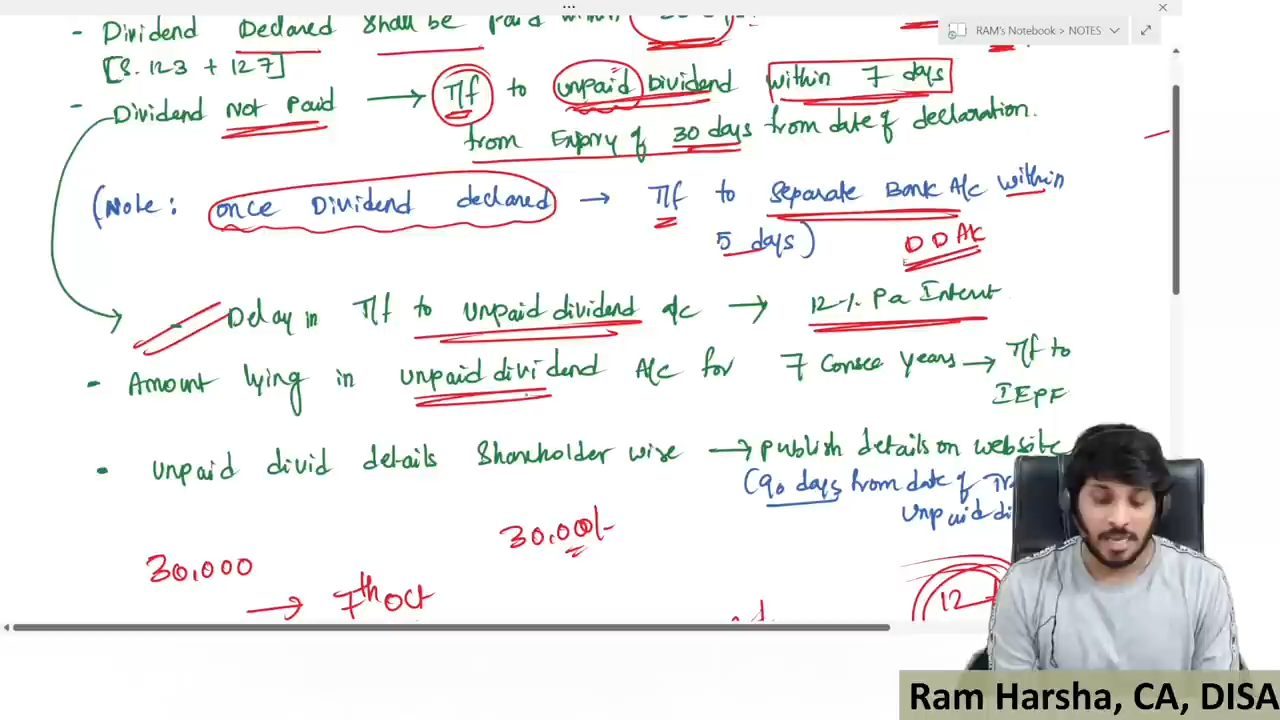 RAM's Notebook > NOTES
- Dividend Declared Shall be Paid within
[S. 123 + 127]
- Dividend Not Paid → T/f to unpaid Dividend within 7 days
from Expiry of 30 days from date of declaration.
(Note: once Dividend declared → T/f to Separate Bank A/c within
5 days)
DD A/c
- Delay in T/f to unpaid dividend a/c → 12% Pa Interest
- Amount lying in unpaid dividend A/c for 7 Consec years → T/f to
IEPF
• unpaid divid details Shareholder wise → publish details on website
(90 days from date of
unpaid
30,000/-
30,000
→ 7th Oct
12
Ram Harsha, CA, DISA